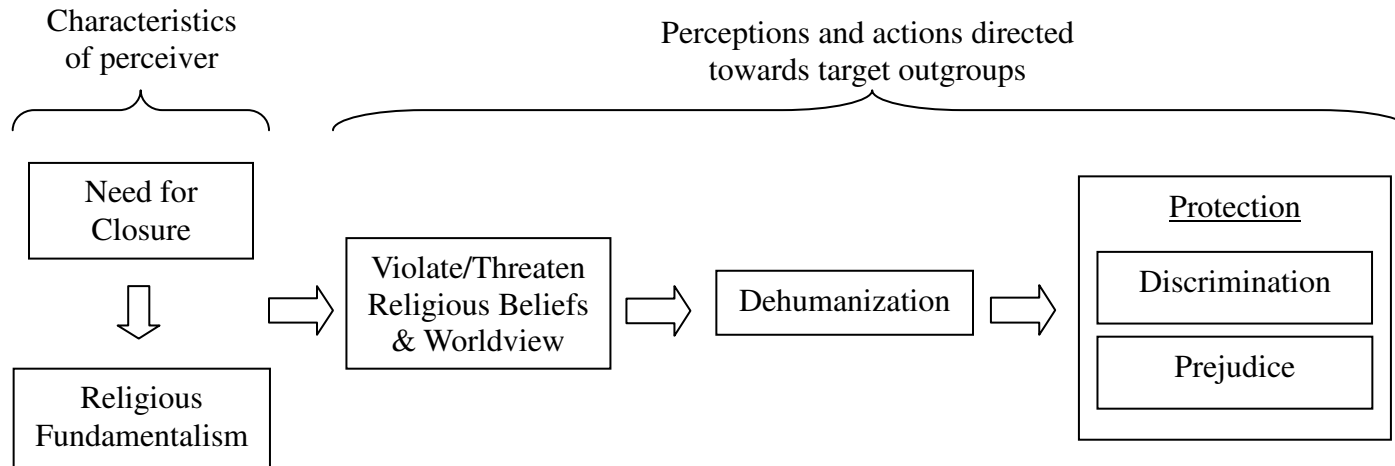 Characteristics
of perceiver
Perceptions and actions directed
towards target outgroups
Need for
Closure
Religious
Fundamentalism
Violate/Threaten
Religious Beliefs
& Worldview
Dehumanization
Protection
Discrimination
Prejudice